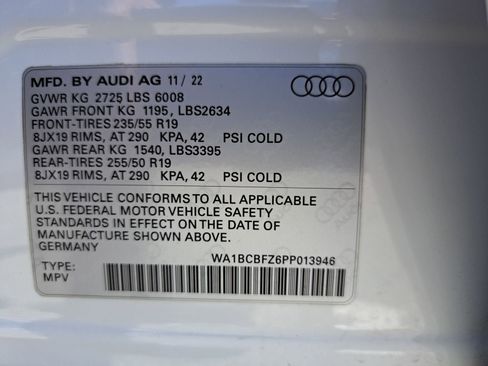 MFD. BY AUDI AG 11 / 22
GVWR KG 2725 LBS 6008
GAWR FRONT KG 1195, LBS2634
FRONT-TIRES 235/55 R19
8JX19 RIMS, AT 290 KPA, 42 PSI COLD
GAWR REAR KG 1540, LBS3395
REAR-TIRES 255/50 R19
8JX19 RIMS, AT 290 KPA, 42 PSI COLD
THIS VEHICLE CONFORMS TO ALL APPLICABLE
U.S. FEDERAL MOTOR VEHICLE SAFETY
STANDARDS IN EFFECT ON THE DATE OF
MANUFACTURE SHOWN ABOVE.
GERMANY
WA1BCBFZ6PP013946
TYPE:
MPV